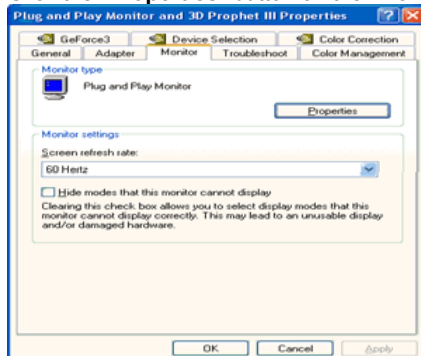 Plug and Play Monitor and 3D Prophet III Properties
GeForce3 Device Selection Color Correction
General Adapter Monitor Troubleshoot Color Management
Monitor type
Plug and Play Monitor
Properties
Monitor settings
Screen refresh rate:
60 Hertz
Hide modes that this monitor cannot display
Clearing this check box allows you to select display modes that this
monitor cannot display correctly. This may lead to an unusable display
and/or damaged hardware.
OK Cancel Apply